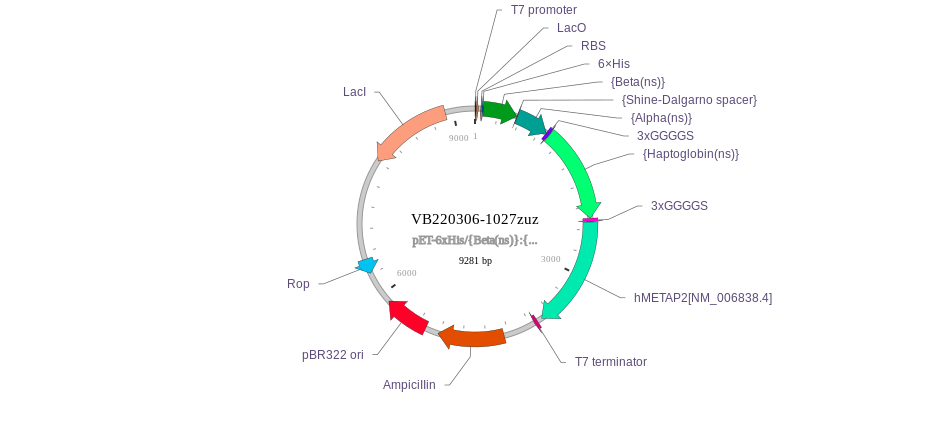 T7 promoter
LacO
RBS
6×His
{Beta(ns)}
{Shine-Dalgarno spacer}
{Alpha(ns)}
3xGGGGS
{Haptoglobin(ns)}
LacI
9000
1
3xGGGGS
VB220306-1027zuz
pET-6xHis/{Beta(ns)}:{...
9281 bp
3000
6000
Rop
hMETAP2[NM_006838.4]
pBR322 ori
T7 terminator
Ampicillin